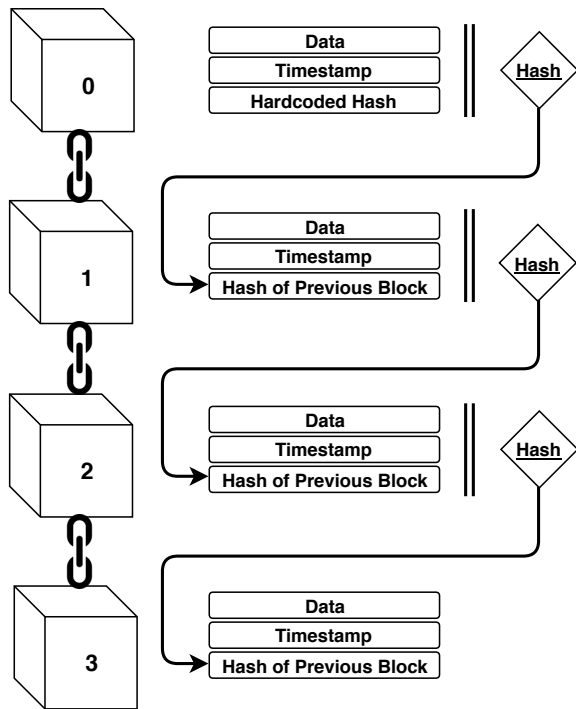 0
Data
Timestamp
Hardcoded Hash
Hash
1
Data
Timestamp
Hash of Previous Block
Hash
2
Data
Timestamp
Hash of Previous Block
Hash
3
Data
Timestamp
Hash of Previous Block